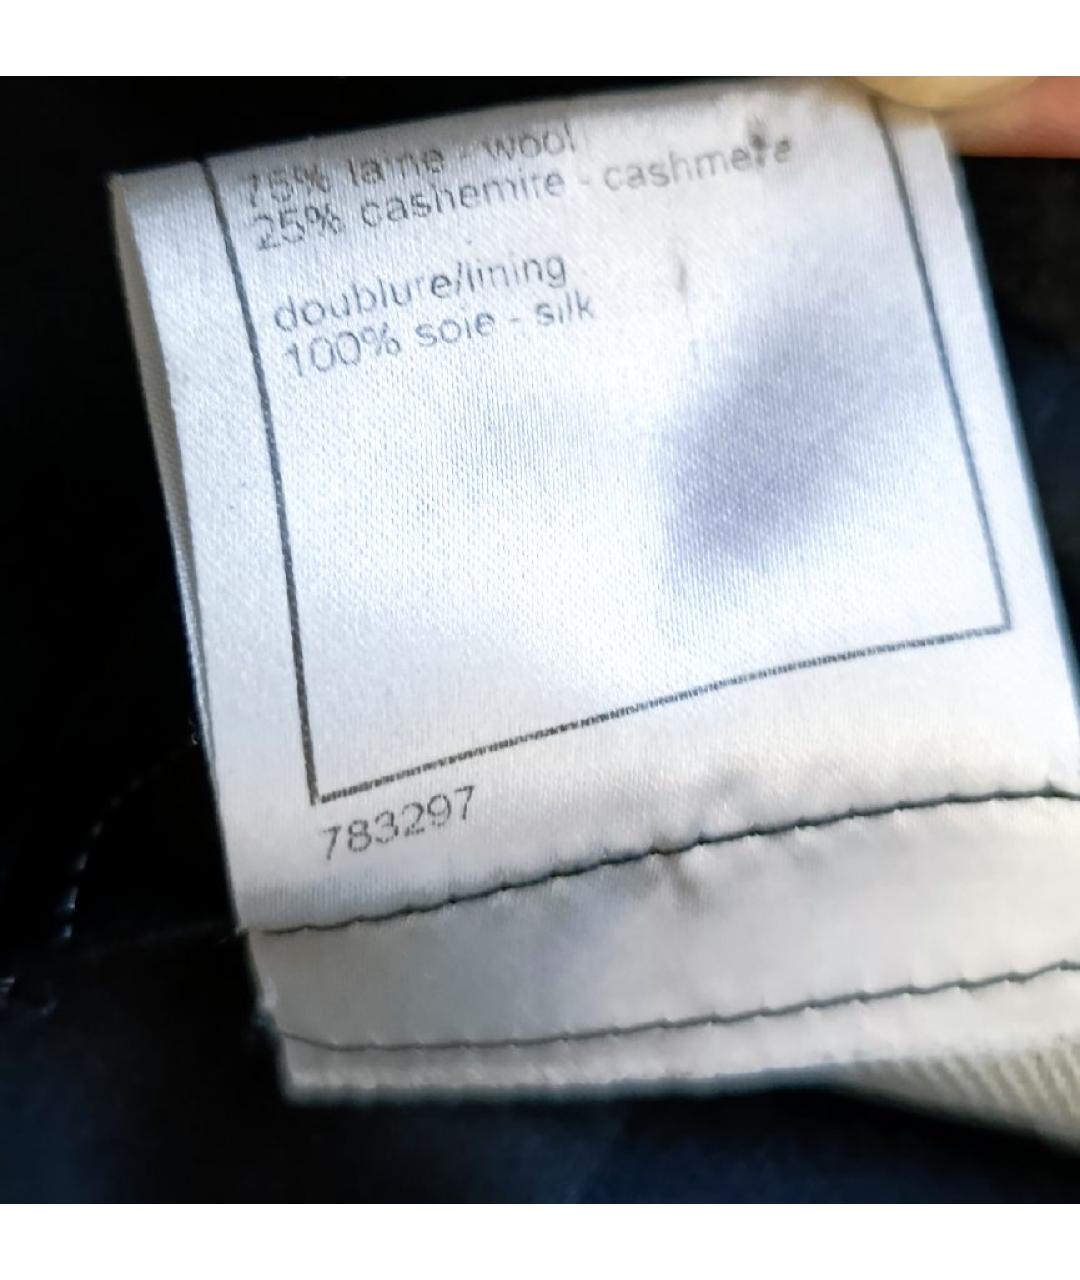 75% laine - wool
25% cashemire - cashmere
doublure/lining
100% soie - silk
783297